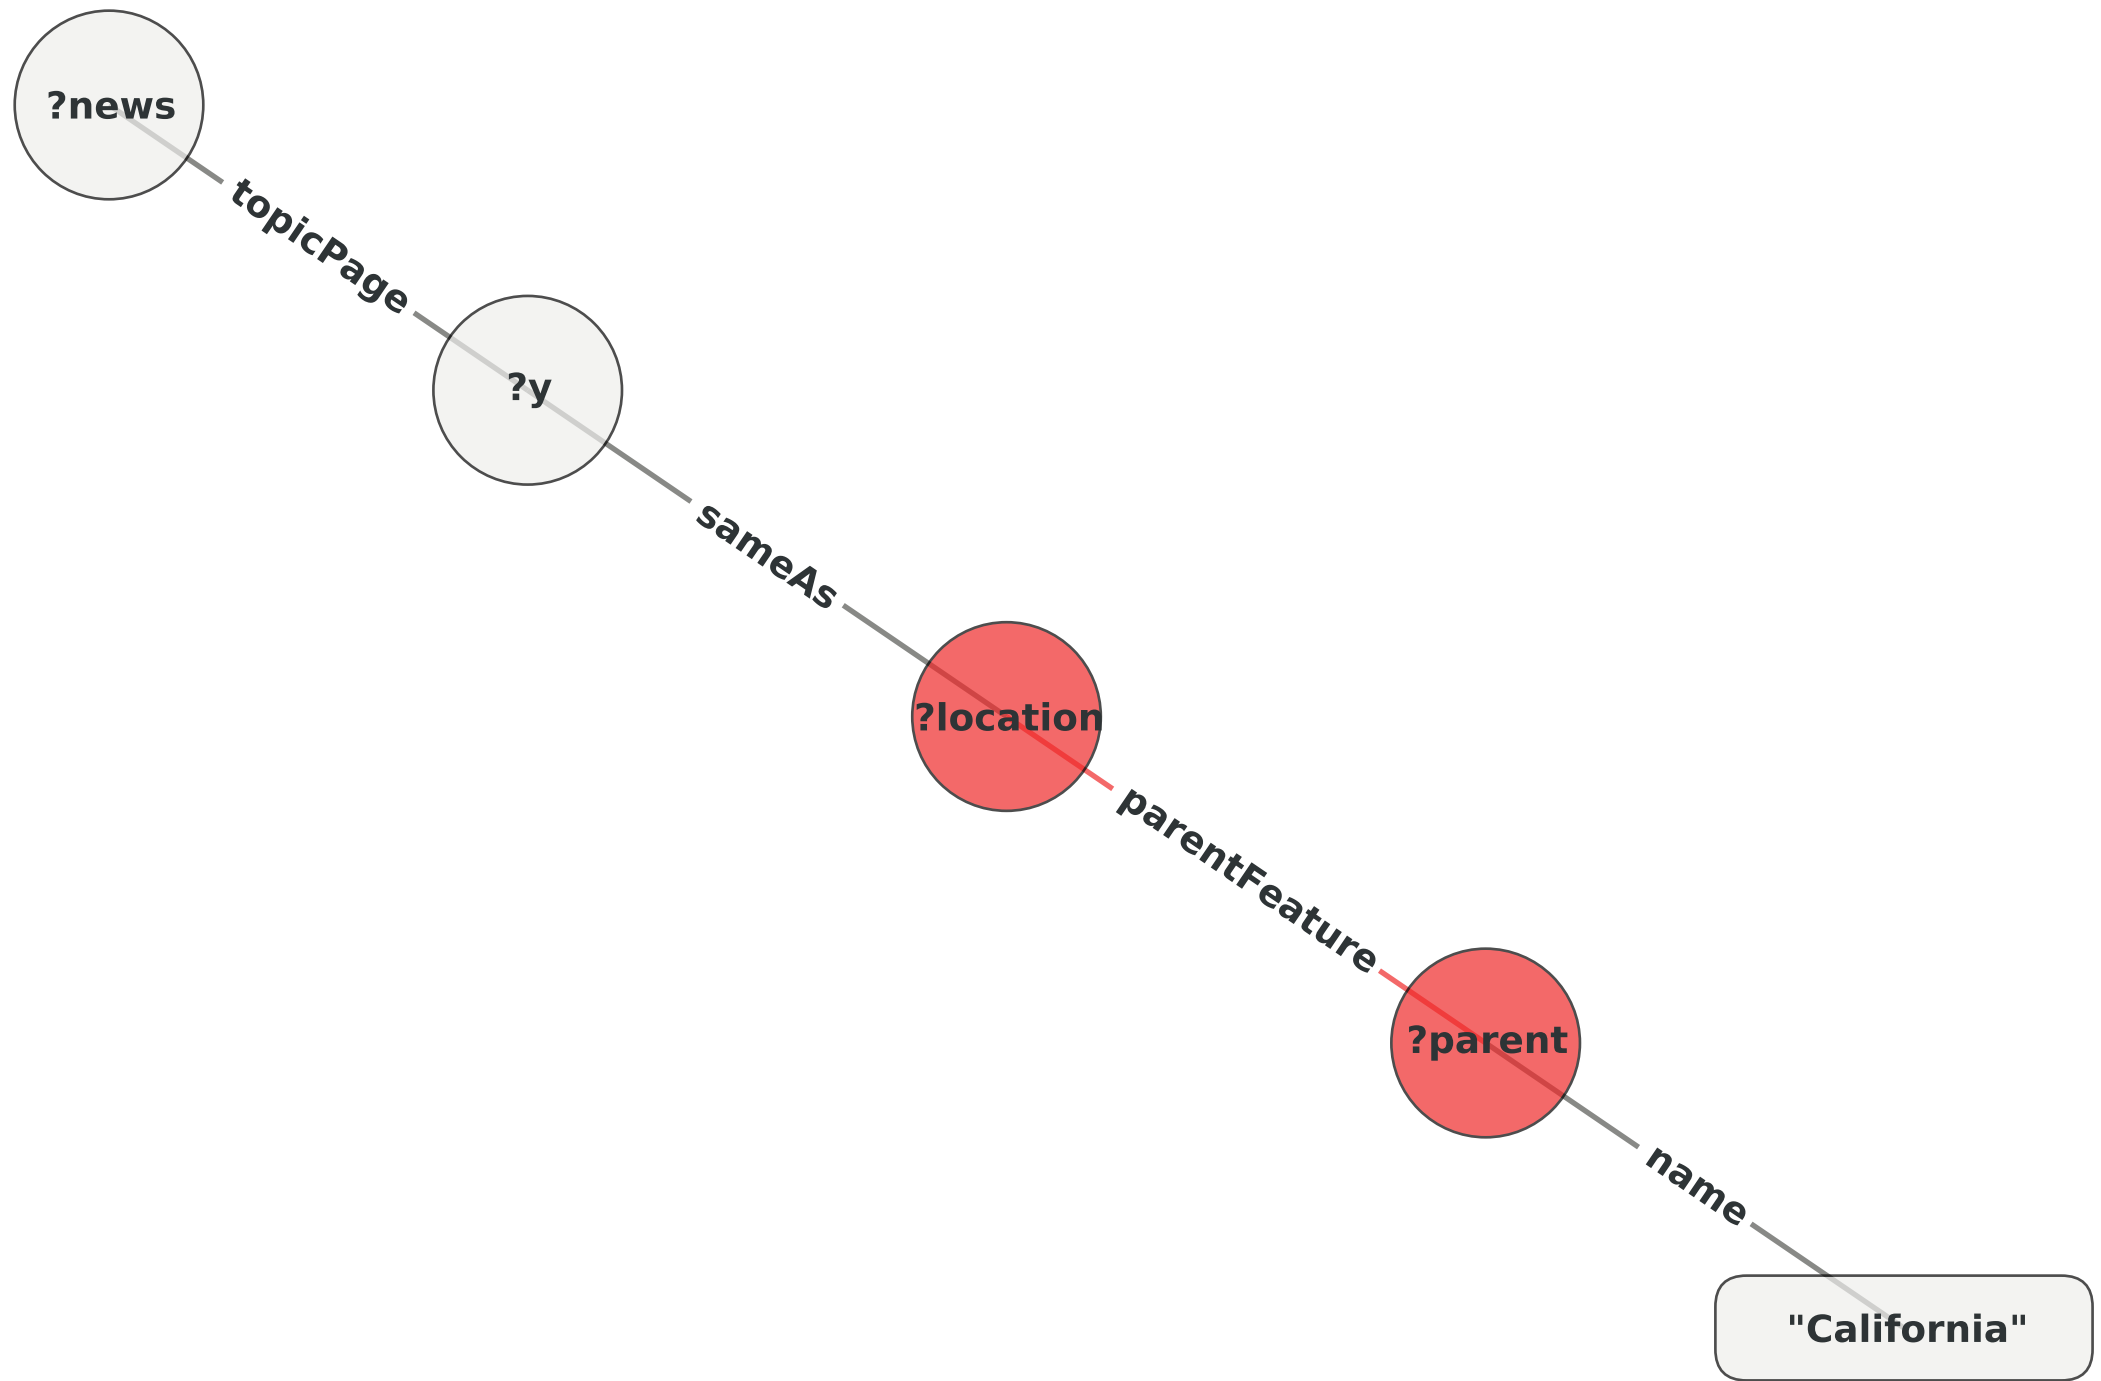 ?news
topicPage
?y
sameAs
?location
parentFeature
?parent
name
"California"